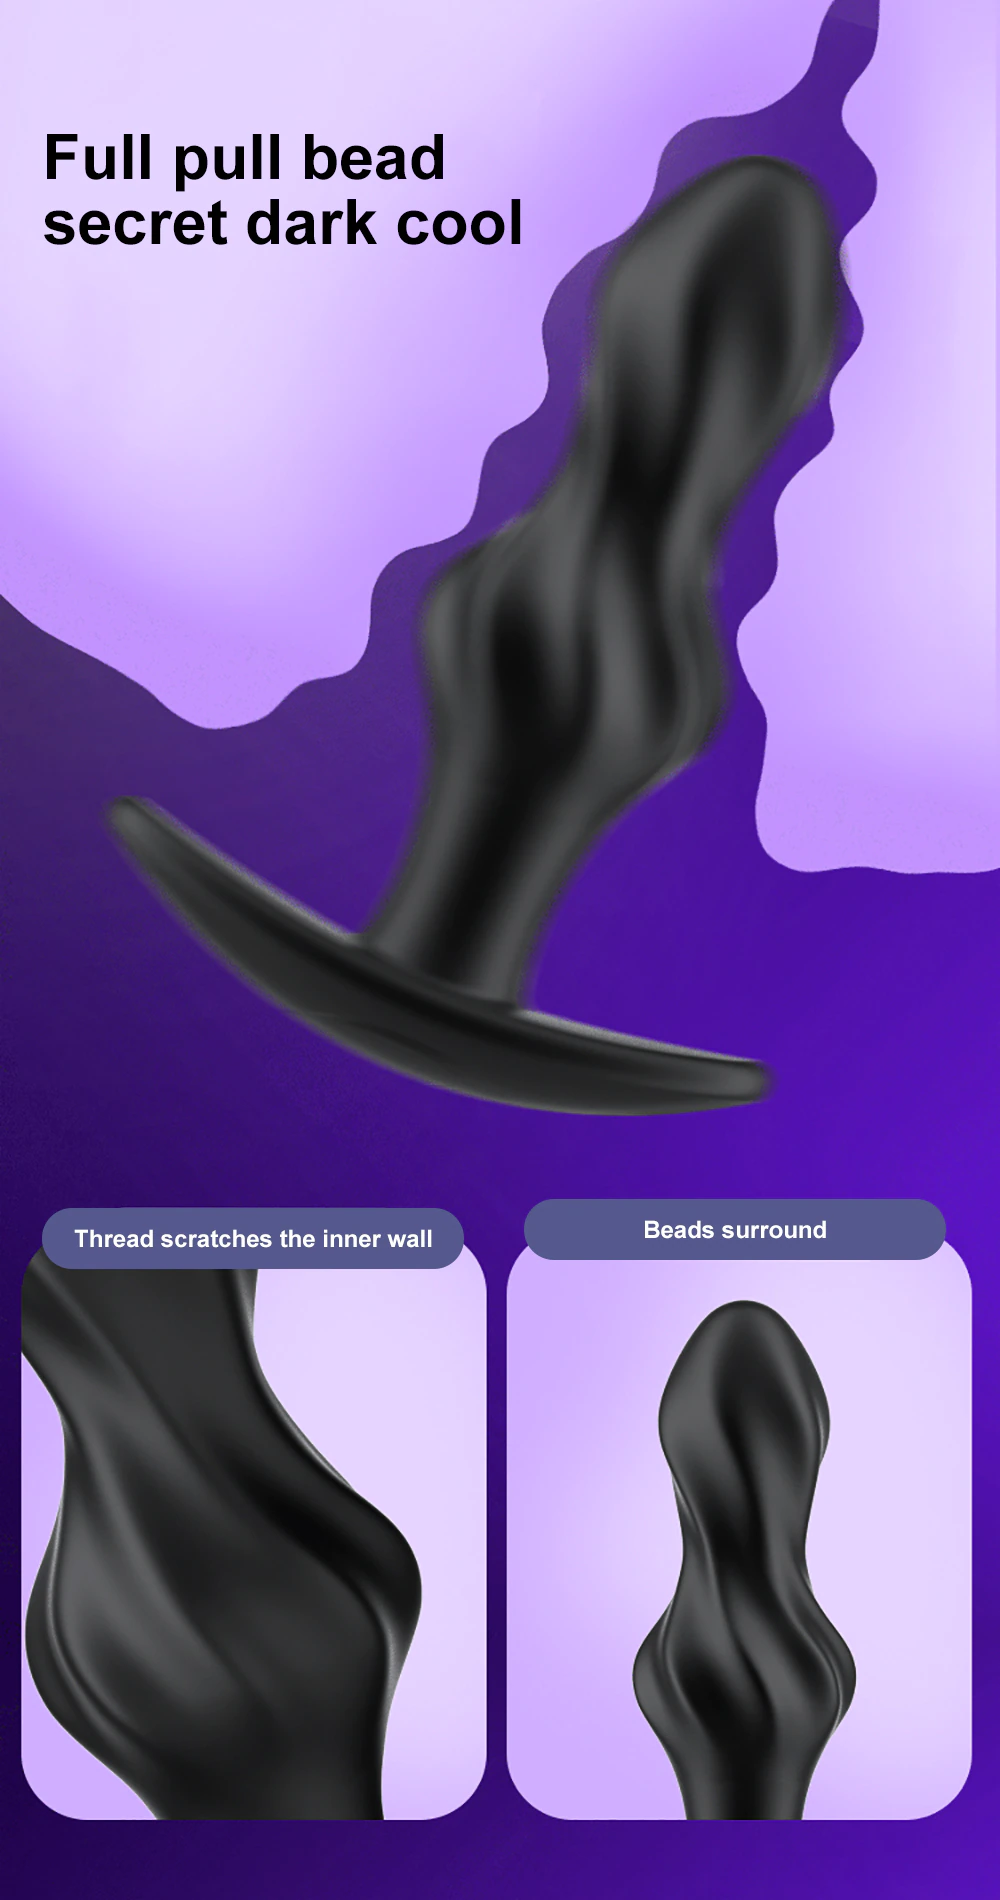 Full pull bead
secret dark cool
Thread scratches the inner wall
Beads surround